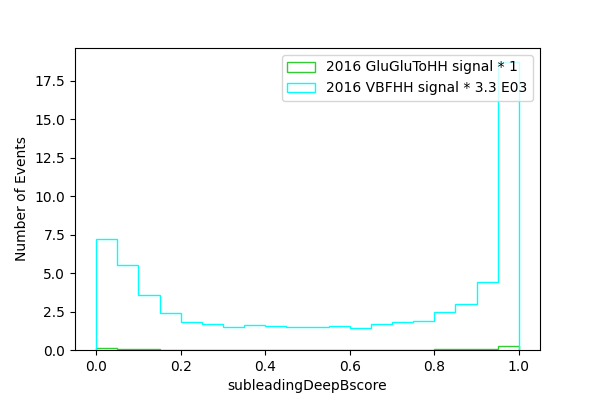 2016 GluGluToHH signal * 1
2016 VBFHH signal * 3.3 E03
17.5
15.0
12.5
10.0
7.5
5.0
2.5
0.0
Number of Events
0.0 0.2 0.4 0.6 0.8 1.0
subleadingDeepBscore